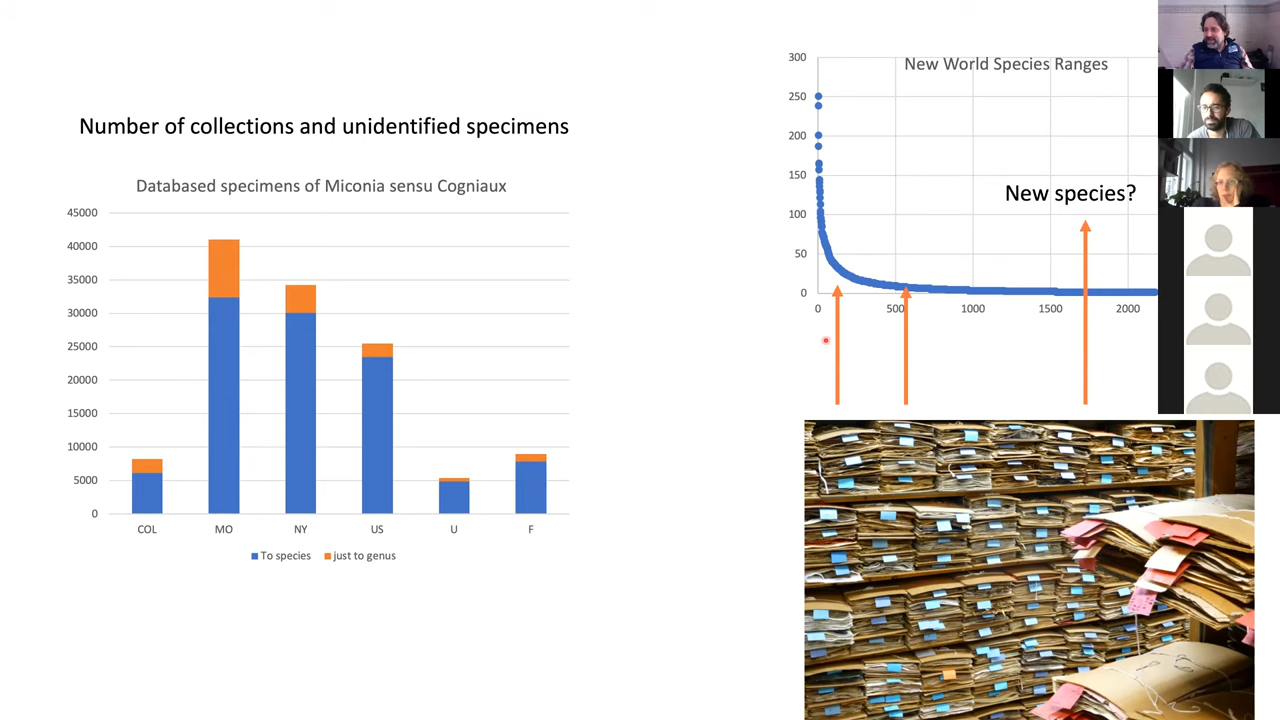 Number of collections and unidentified specimens
Databased specimens of Miconia sensu Cogniaux
45000
40000
35000
30000
25000
20000
15000
10000
5000
0
COL MO NY US U F
To species just to genus
New World Species Ranges
300
250
200
150
100
50
0
0 500 1000 1500 2000
New species?